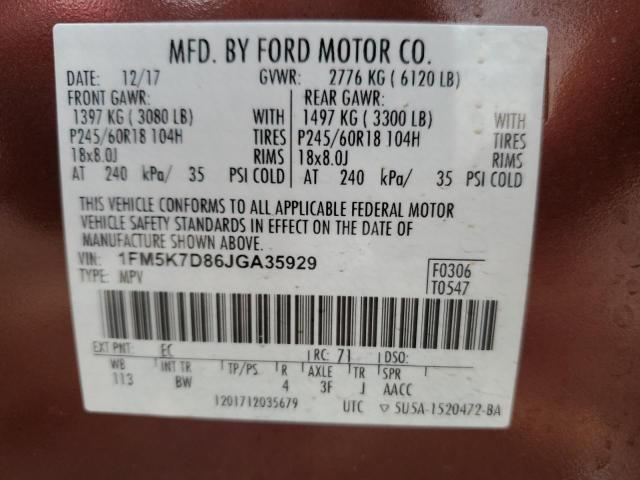 MFD. BY FORD MOTOR CO.
DATE: 12/17 GVWR: 2776 KG ( 6120 LB)
FRONT GAWR: REAR GAWR:
1397 KG ( 3080 LB) WITH 1497 KG ( 3300 LB) WITH
P245/60R18 104H TIRES P245/60R18 104H TIRES
18x8.0J RIMS 18x8.0J RIMS
AT 240 kPa/ 35 PSI COLD AT 240 kPa/ 35 PSI COLD
THIS VEHICLE CONFORMS TO ALL APPLICABLE FEDERAL MOTOR
VEHICLE SAFETY STANDARDS IN EFFECT ON THE DATE OF
MANUFACTURE SHOWN ABOVE.
VIN: 1FM5K7D86JGA35929 F0306
TYPE: MPV T0547
EXT PNT: EC RC: 71 DSO:
WB INT TR TP/PS R AXLE TR SPR
113 BW 4 3F J AACC
1201712035679 UTC ▽ 5U5A-1520472-BA